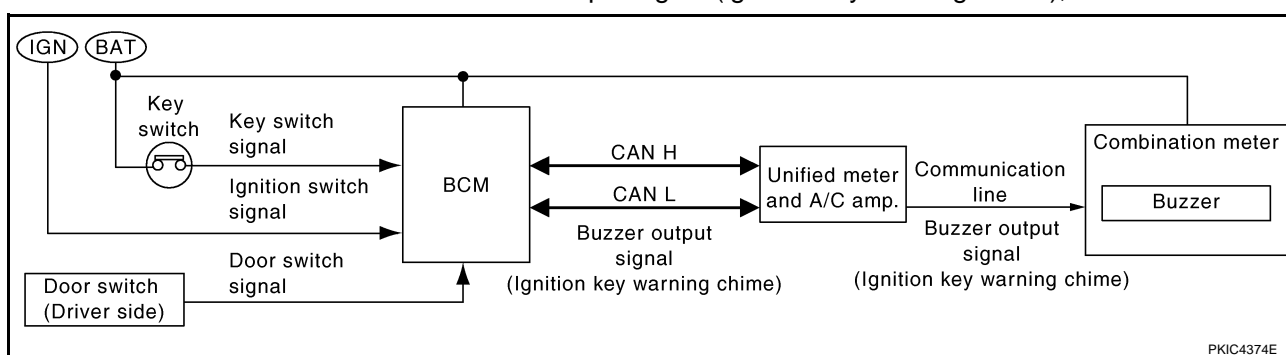 IGN
BAT
Key
switch
Key switch
signal
Ignition switch
signal
Door switch
signal
Door switch
(Driver side)
BCM
CAN H
CAN L
Buzzer output
signal
(Ignition key warning chime)
Unified meter
and A/C amp.
Communication
line
Buzzer output
signal
(Ignition key warning chime)
Combination meter
Buzzer
PKIC4374E